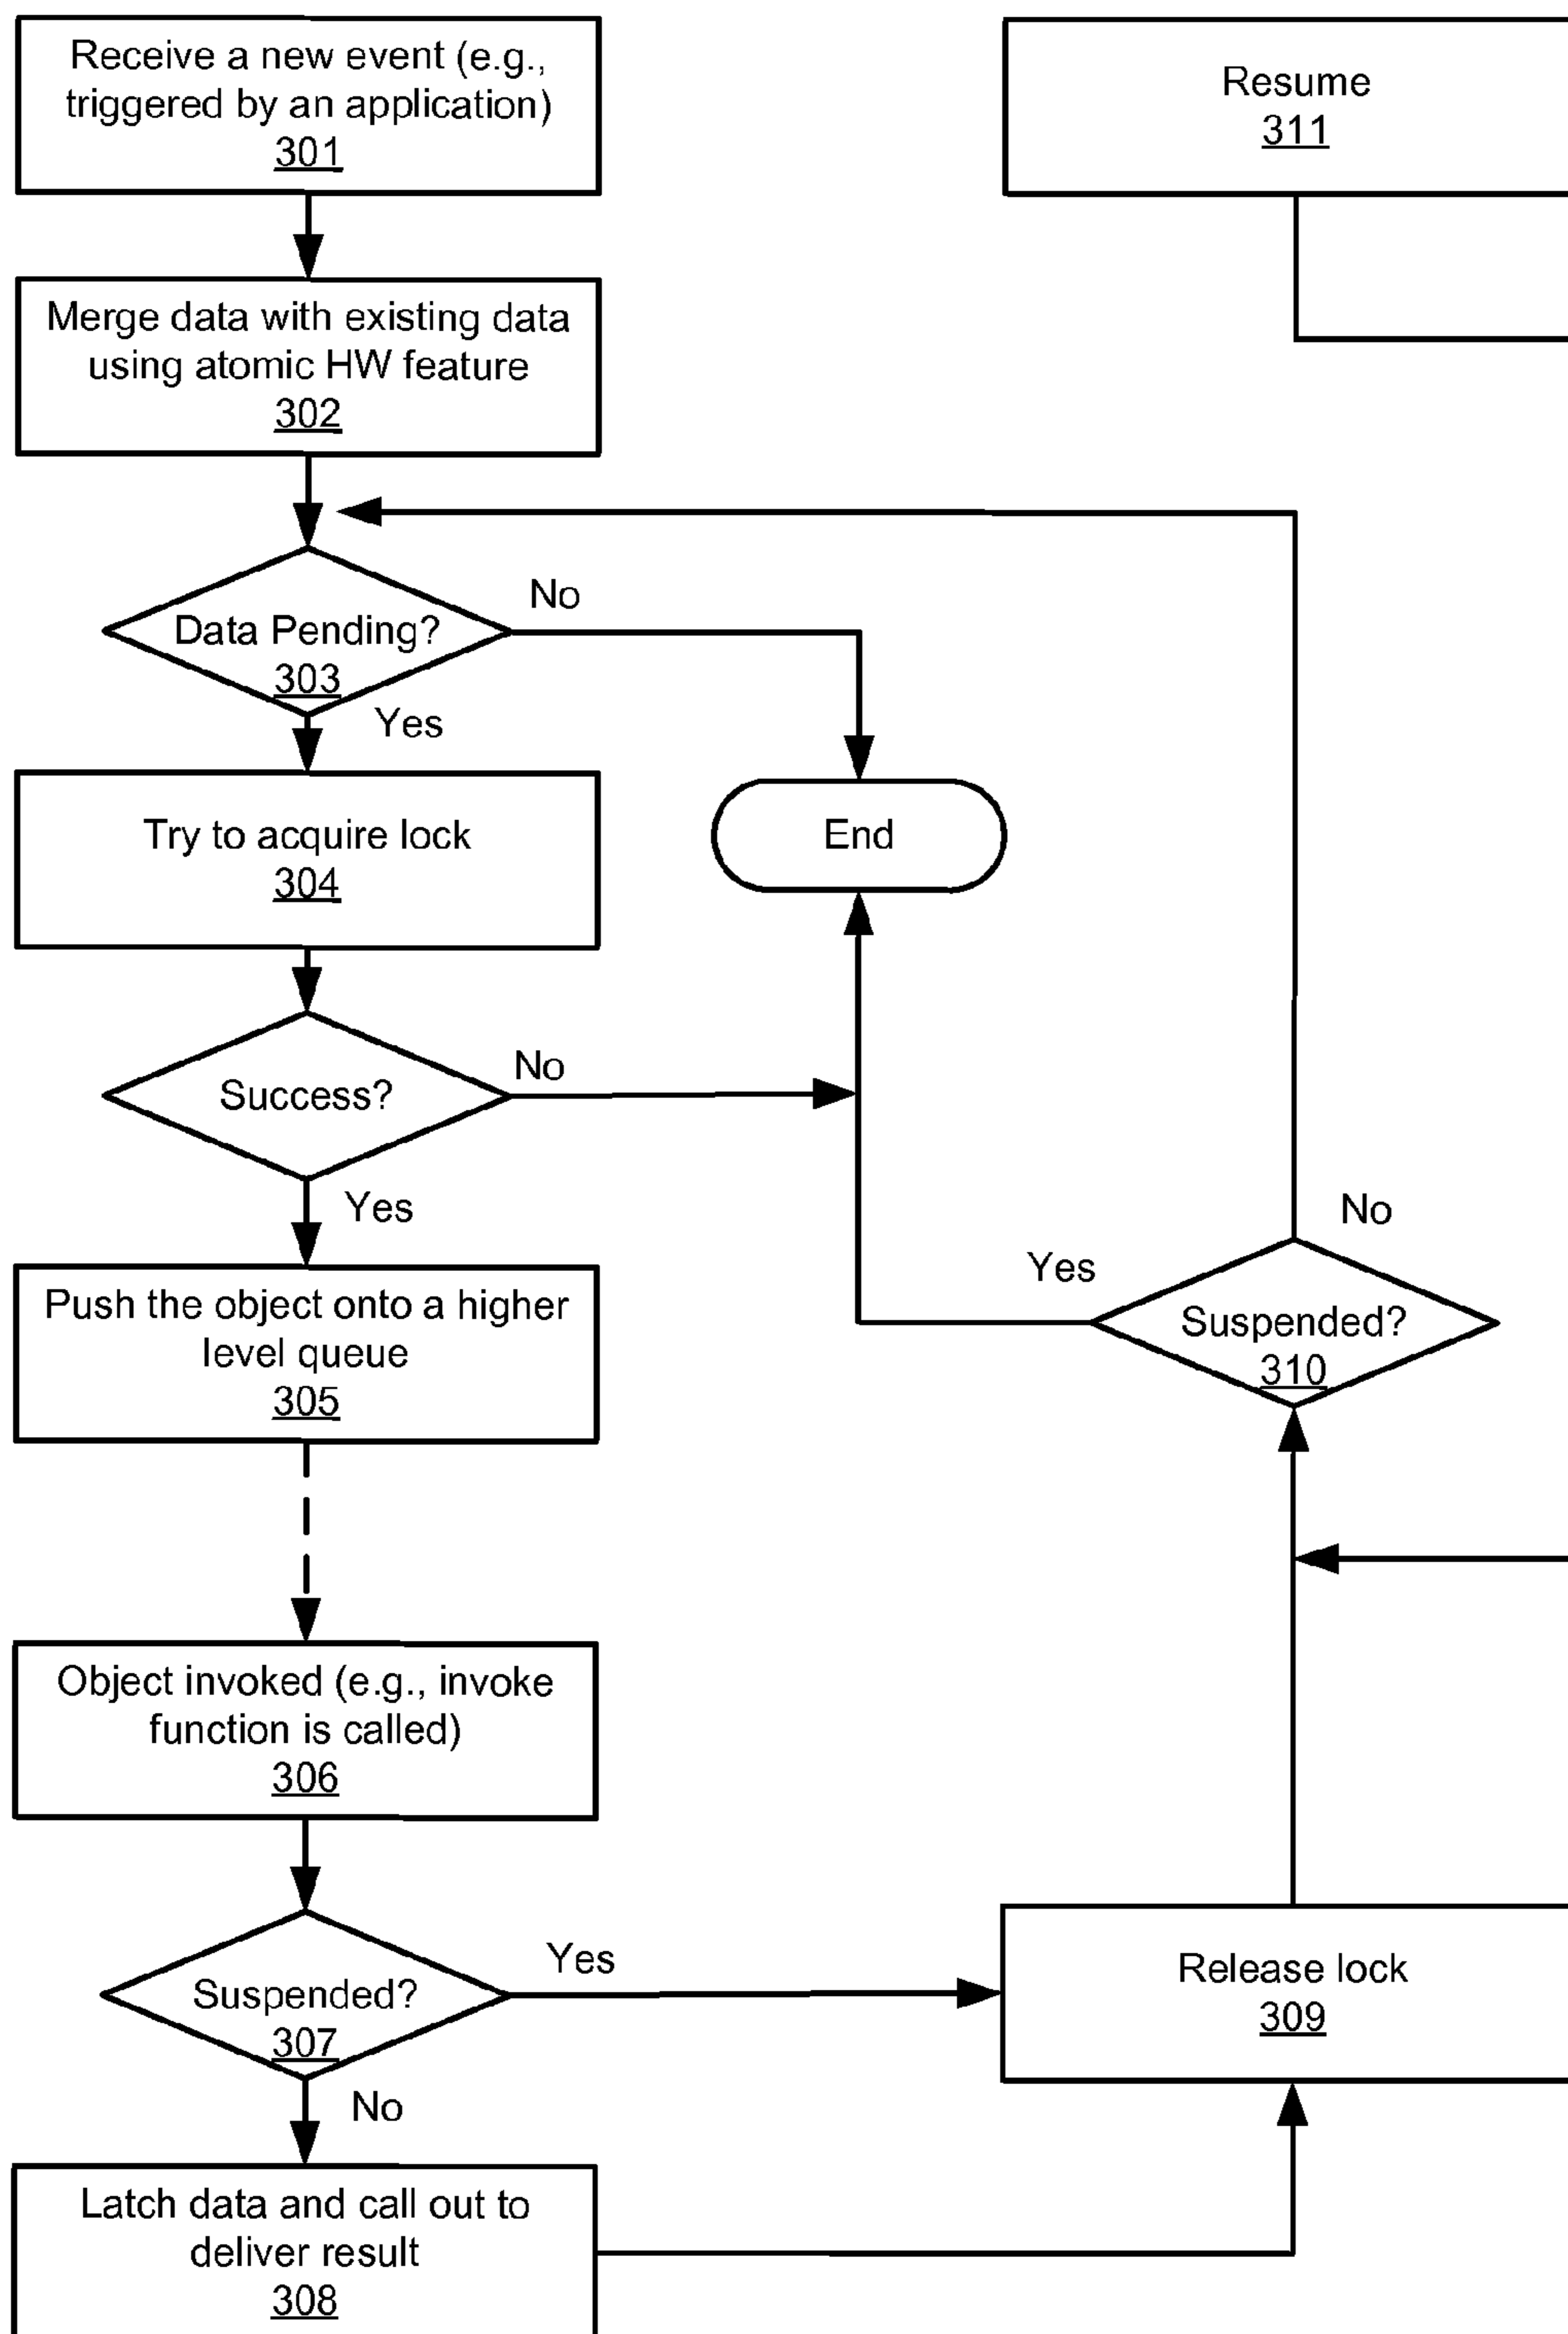 Receive a new event (e.g.,
triggered by an application)
301
Resume
311
Merge data with existing data
using atomic HW feature
302
Data Pending?
303
No
Yes
Try to acquire lock
304
End
Success?
No
Yes
Push the object onto a higher
level queue
305
Suspended?
310
No
Yes
Object invoked (e.g., invoke
function is called)
306
Suspended?
307
Yes
No
Release lock
309
Latch data and call out to
deliver result
308